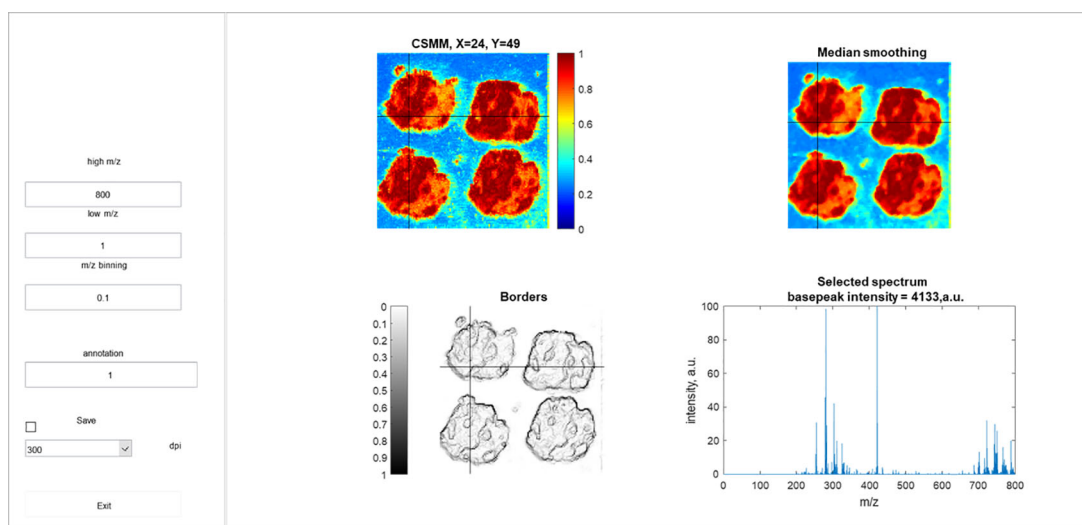 high m/z
800
low m/z
1
m/z binning
0.1
annotation
1
Save
300
dpi
Exit
CSMM, X=24, Y=49
1
0.8
0.6
0.4
0.2
0
Median smoothing
Borders
0
0.1
0.2
0.3
0.4
0.5
0.6
0.7
0.8
0.9
1
Selected spectrum
basepeak intensity = 4133,a.u.
intensity, a.u.
100
80
60
40
20
0
0 100 200 300 400 500 600 700 800
m/z